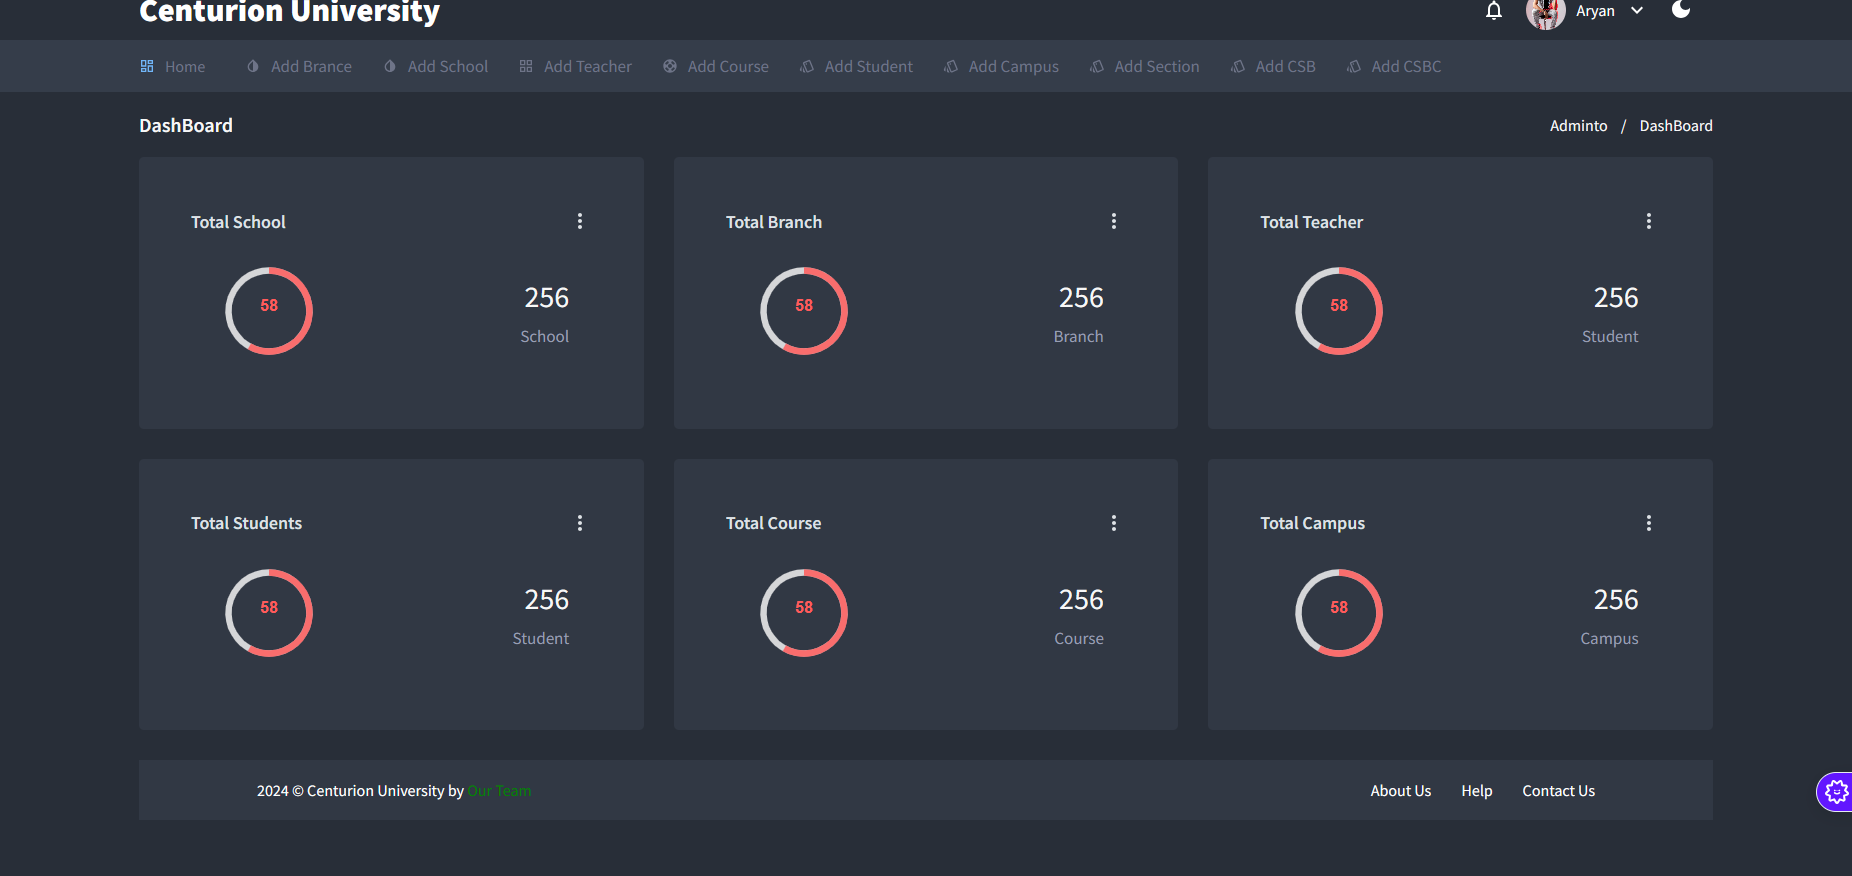 Centurion University
Aryan
Home Add Brance Add School Add Teacher Add Course Add Student Add Campus Add Section Add CSB Add CSBC
DashBoard
Adminto / DashBoard
Total School
58
256
School
Total Branch
58
256
Branch
Total Teacher
58
256
Student
Total Students
58
256
Student
Total Course
58
256
Course
Total Campus
58
256
Campus
2024 © Centurion University by Our Team
About Us Help Contact Us